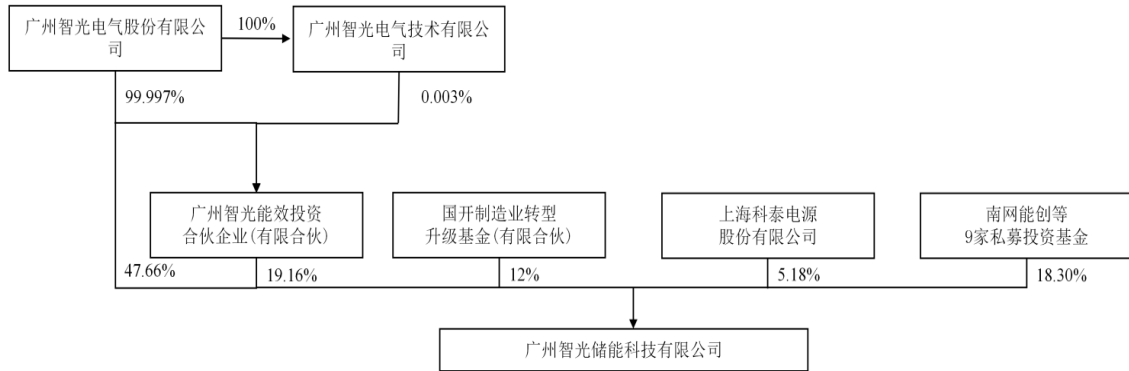 广州智光电气股份有限公
司
100%
广州智光电气技术有限公
司
99.997%
0.003%
广州智光能效投资
合伙企业(有限合伙)
国开制造业转型
升级基金(有限合伙)
上海科泰电源
股份有限公司
南网能创等
9家私募投资基金
47.66%
19.16%
12%
5.18%
18.30%
广州智光储能科技有限公司